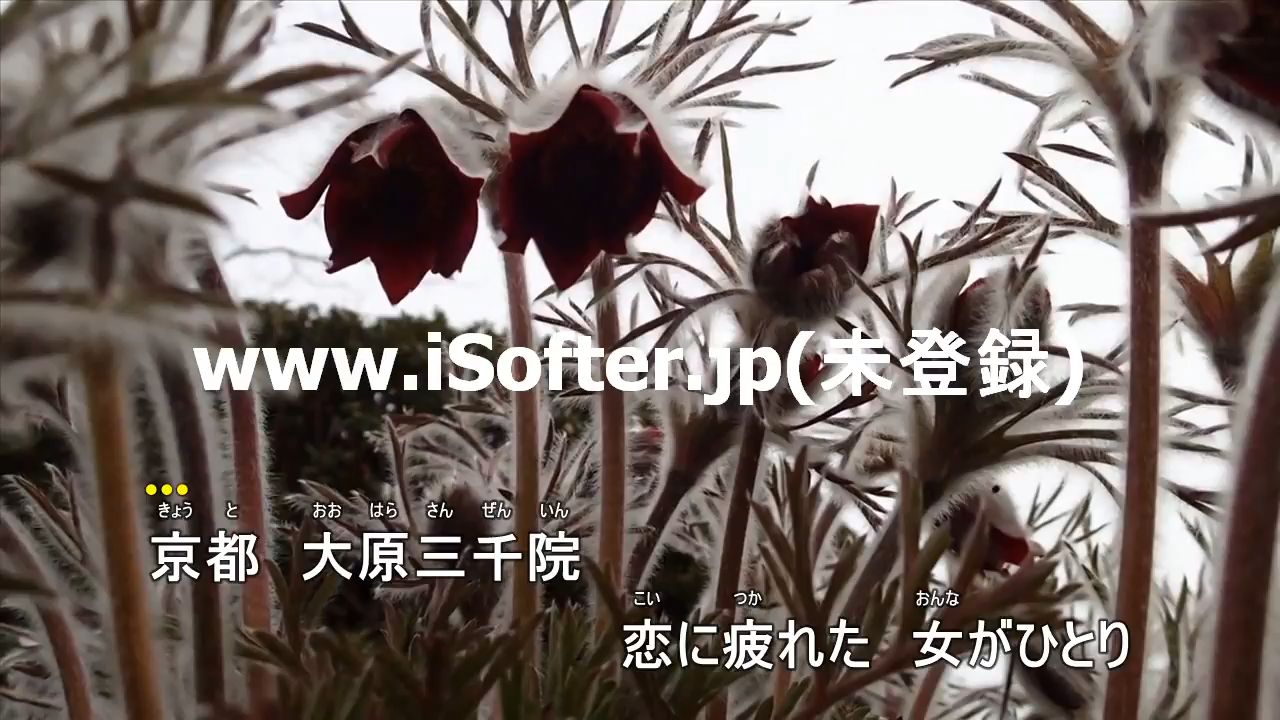 www.iSofter.jp(未登録)
きょう と おお はら さん ぜん いん
京都 大原三千院
こい つか おんな
恋に疲れた 女がひとり